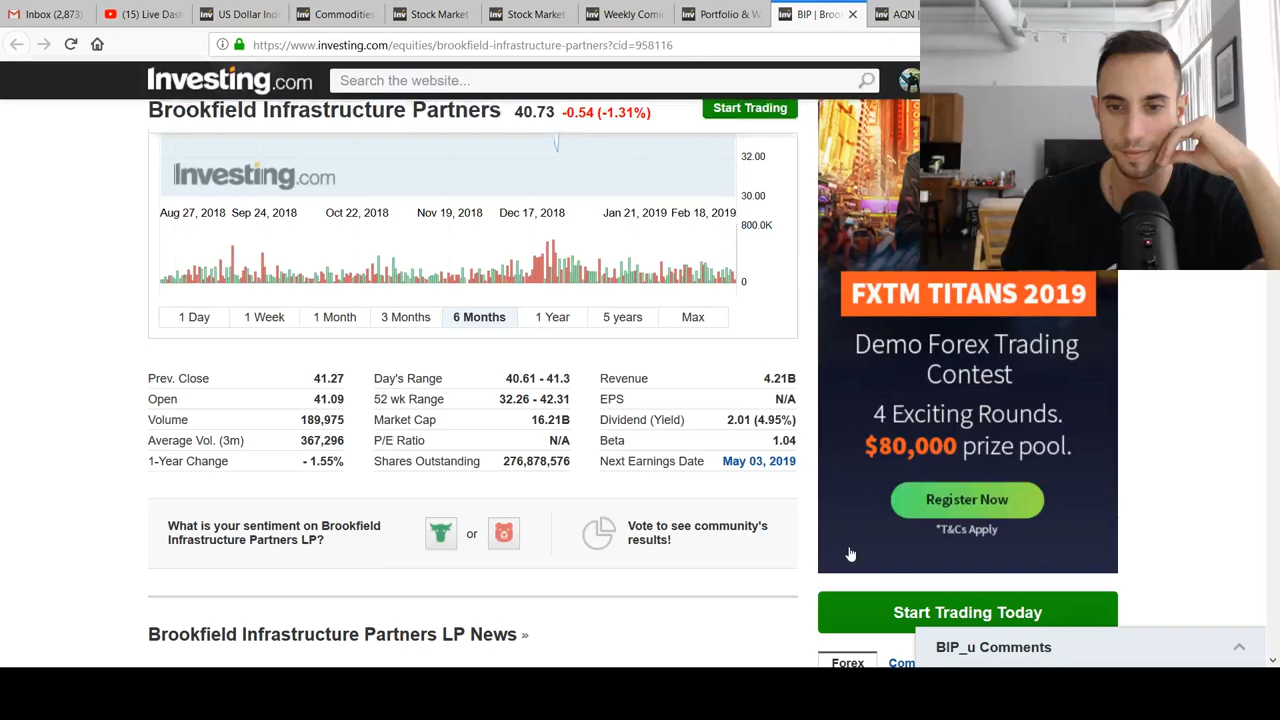 Inbox (2,873)
(15) Live Das
US Dollar Ind
Commodities
Stock Market
Stock Market
Weekly Comi
Portfolio & W
BIP | Brook
AQN
https://www.investing.com/equities/brookfield-infrastructure-partners?cid=958116
Investing.com
Search the website...
Brookfield Infrastructure Partners 40.73 -0.54 (-1.31%)
Start Trading
32.00
Investing.com
30.00
Aug 27, 2018 Sep 24, 2018 Oct 22, 2018 Nov 19, 2018 Dec 17, 2018 Jan 21, 2019 Feb 18, 2019
800.0K
0
1 Day 1 Week 1 Month 3 Months 6 Months 1 Year 5 years Max
Prev. Close 41.27 Day's Range 40.61 - 41.3 Revenue 4.21B
Open 41.09 52 wk Range 32.26 - 42.31 EPS N/A
Volume 189,975 Market Cap 16.21B Dividend (Yield) 2.01 (4.95%)
Average Vol. (3m) 367,296 P/E Ratio N/A Beta 1.04
1-Year Change - 1.55% Shares Outstanding 276,878,576 Next Earnings Date May 03, 2019
What is your sentiment on Brookfield
Infrastructure Partners LP?
or
Vote to see community's
results!
Brookfield Infrastructure Partners LP News »
FXTM TITANS 2019
Demo Forex Trading
Contest
4 Exciting Rounds.
$80,000 prize pool.
Register Now
*T&Cs Apply
Start Trading Today
BIP_u Comments
Forex Com